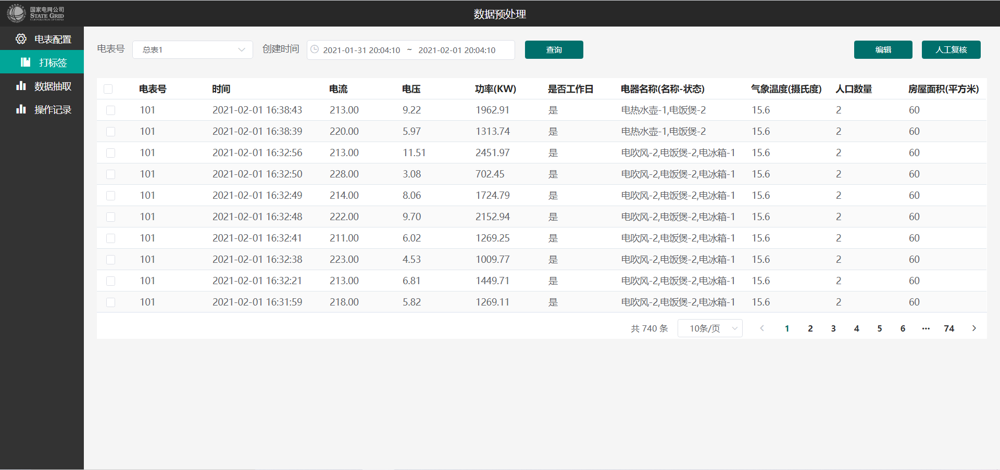 国家电网公司
STATE GRID
CORPORATION OF CHINA
数据预处理
电表配置
打标签
数据抽取
操作记录
电表号 总表1 创建时间 2021-01-31 20:04:10 ~ 2021-02-01 20:04:10 查询 编辑 人工复核
电表号 时间 电流 电压 功率(KW) 是否工作日 电器名称(名称-状态) 气象温度(摄氏度) 人口数量 房屋面积(平方米)
101 2021-02-01 16:38:43 213.00 9.22 1962.91 是 电热水壶-1,电饭煲-2 15.6 2 60
101 2021-02-01 16:38:39 220.00 5.97 1313.74 是 电热水壶-1,电饭煲-2 15.6 2 60
101 2021-02-01 16:32:56 213.00 11.51 2451.97 是 电吹风-2,电饭煲-2,电冰箱-1 15.6 2 60
101 2021-02-01 16:32:50 228.00 3.08 702.45 是 电吹风-2,电饭煲-2,电冰箱-1 15.6 2 60
101 2021-02-01 16:32:49 214.00 8.06 1724.79 是 电吹风-2,电饭煲-2,电冰箱-1 15.6 2 60
101 2021-02-01 16:32:48 222.00 9.70 2152.94 是 电吹风-2,电饭煲-2,电冰箱-1 15.6 2 60
101 2021-02-01 16:32:41 211.00 6.02 1269.25 是 电吹风-2,电饭煲-2,电冰箱-1 15.6 2 60
101 2021-02-01 16:32:38 223.00 4.53 1009.77 是 电吹风-2,电饭煲-2,电冰箱-1 15.6 2 60
101 2021-02-01 16:32:21 213.00 6.81 1449.71 是 电吹风-2,电饭煲-2,电冰箱-1 15.6 2 60
101 2021-02-01 16:31:59 218.00 5.82 1269.11 是 电吹风-2,电饭煲-2,电冰箱-1 15.6 2 60
共 740 条 10条/页 1 2 3 4 5 6 ··· 74